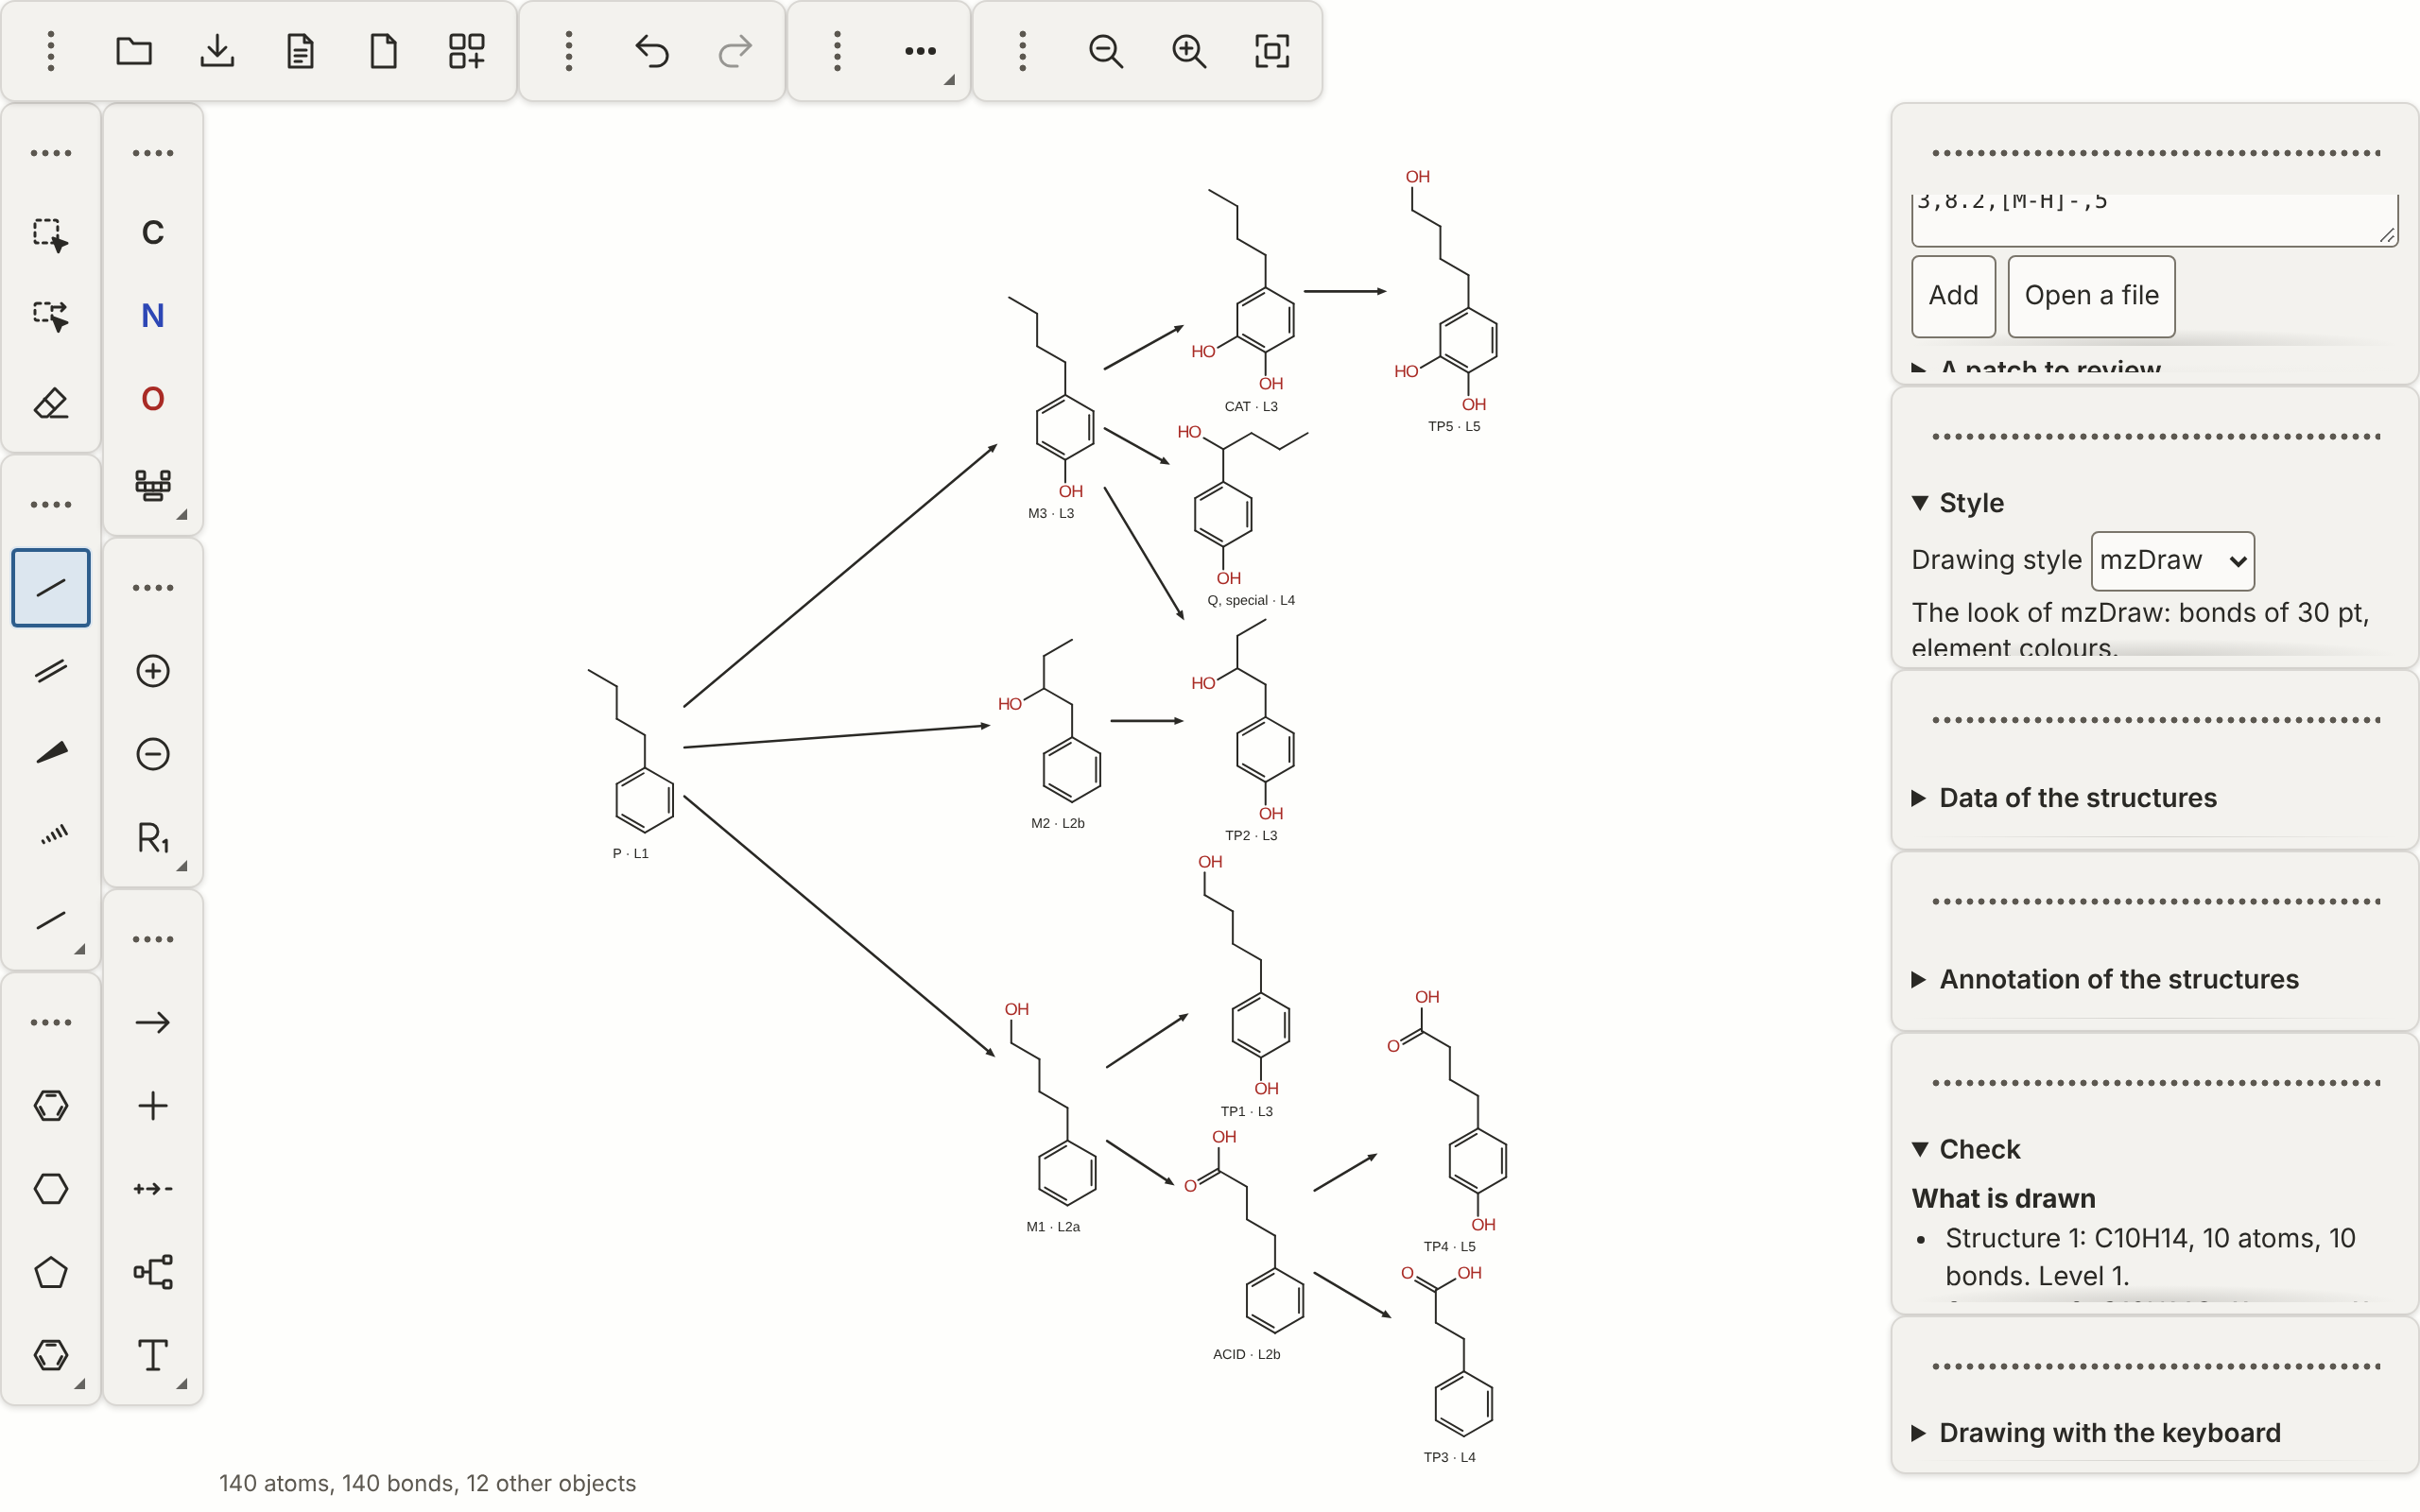 C
N
O
R1
T
OH
HO
OH
CAT · L3
OH
HO
OH
TP5 · L5
OH
M3 · L3
HO
OH
Q, special · L4
HO
M2 · L2b
HO
OH
TP2 · L3
P · L1
OH
OH
TP1 · L3
OH
M1 · L2a
OH
O
ACID · L2b
OH
O
OH
TP4 · L5
O
OH
TP3 · L4
140 atoms, 140 bonds, 12 other objects
3,8.2,[M-H]-,5
Add
Open a file
A patch to review
Style
Drawing style mzDraw
The look of mzDraw: bonds of 30 pt,
element colours.
Data of the structures
Annotation of the structures
Check
What is drawn
• Structure 1: C10H14, 10 atoms, 10
bonds. Level 1.
Drawing with the keyboard